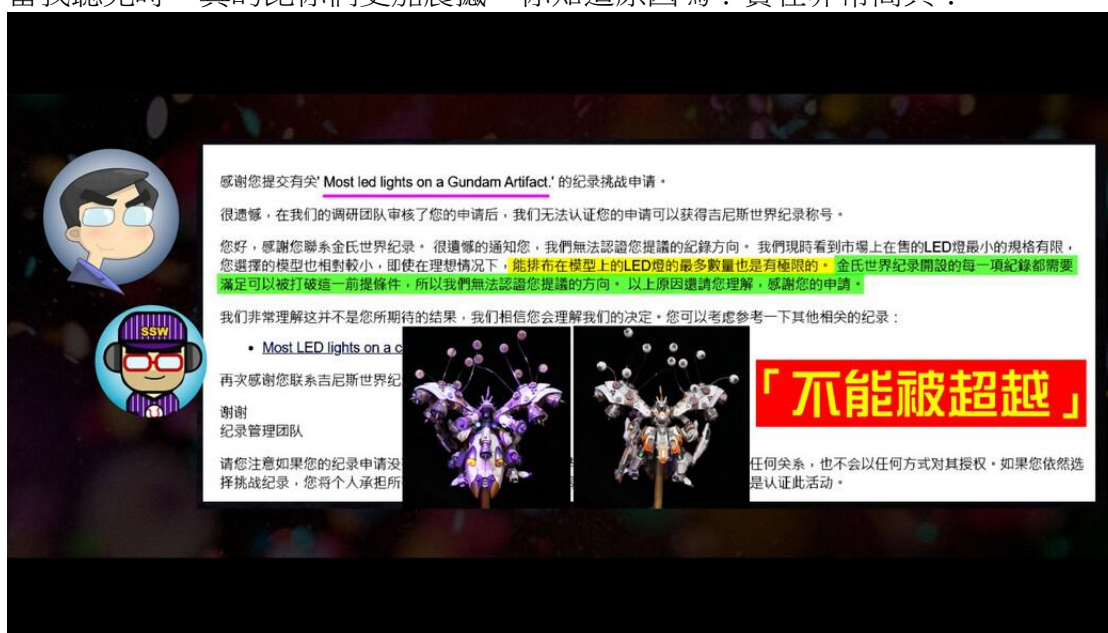 感谢您提交有关' Most led lights on a Gundam Artifact.' 的纪录挑战申请。
很遗憾，在我们的调研团队审核了您的申请后，我们无法认证您的申请可以获得吉尼斯世界纪录称号。
您好，感謝您聯系金氏世界纪录。 很遺憾的通知您，我們無法認證您提議的紀錄方向。 我們現時看到市場上在售的LED燈最小的規格有限，
您選擇的模型也相對較小，即使在理想情况下，能排布在模型上的LED燈的最多數量也是有極限的。 金氏世界纪录開設的每一項紀錄都需要
滿足可以被打破這一前提條件，所以我們無法認證您提議的方向。 以上原因還請您理解，感謝您的申請。
SSW
我们非常理解这并不是您所期待的结果，我们相信您会理解我们的决定。您可以考虑参考一下其他相关的纪录：
• Most LED lights on a c
再次感谢您联系吉尼斯世界纪
「不能被超越」
谢谢
纪录管理团队
请您注意如果您的纪录申请没 任何关系，也不会以任何方式对其授权。如果您依然选
择挑战纪录，您将个人承担所 是认证此活动。